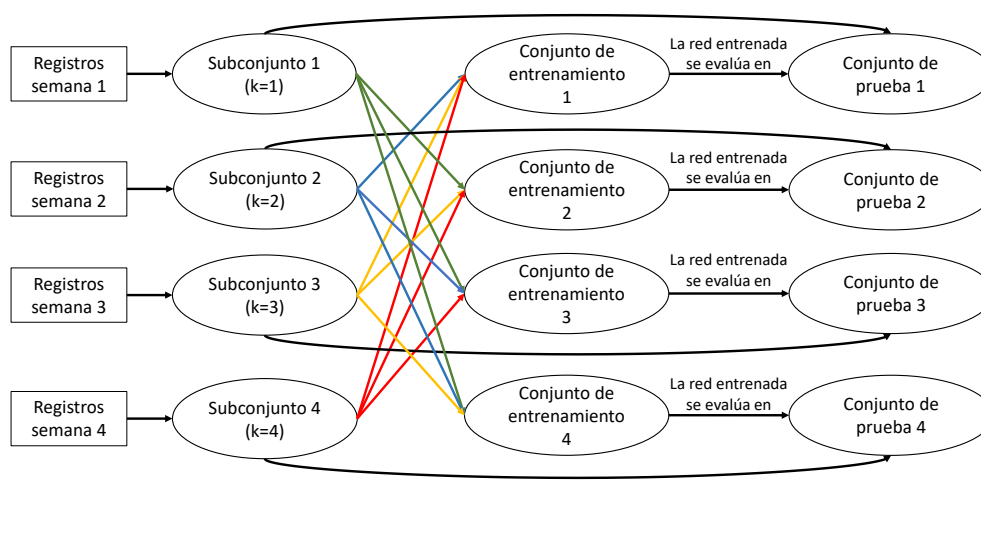 Registros
semana 1
Subconjunto 1
(k=1)
Conjunto de
entrenamiento
1
La red entrenada
se evalúa en
Conjunto de
prueba 1
Registros
semana 2
Subconjunto 2
(k=2)
Conjunto de
entrenamiento
2
La red entrenada
se evalúa en
Conjunto de
prueba 2
Registros
semana 3
Subconjunto 3
(k=3)
Conjunto de
entrenamiento
3
La red entrenada
se evalúa en
Conjunto de
prueba 3
Registros
semana 4
Subconjunto 4
(k=4)
Conjunto de
entrenamiento
4
La red entrenada
se evalúa en
Conjunto de
prueba 4